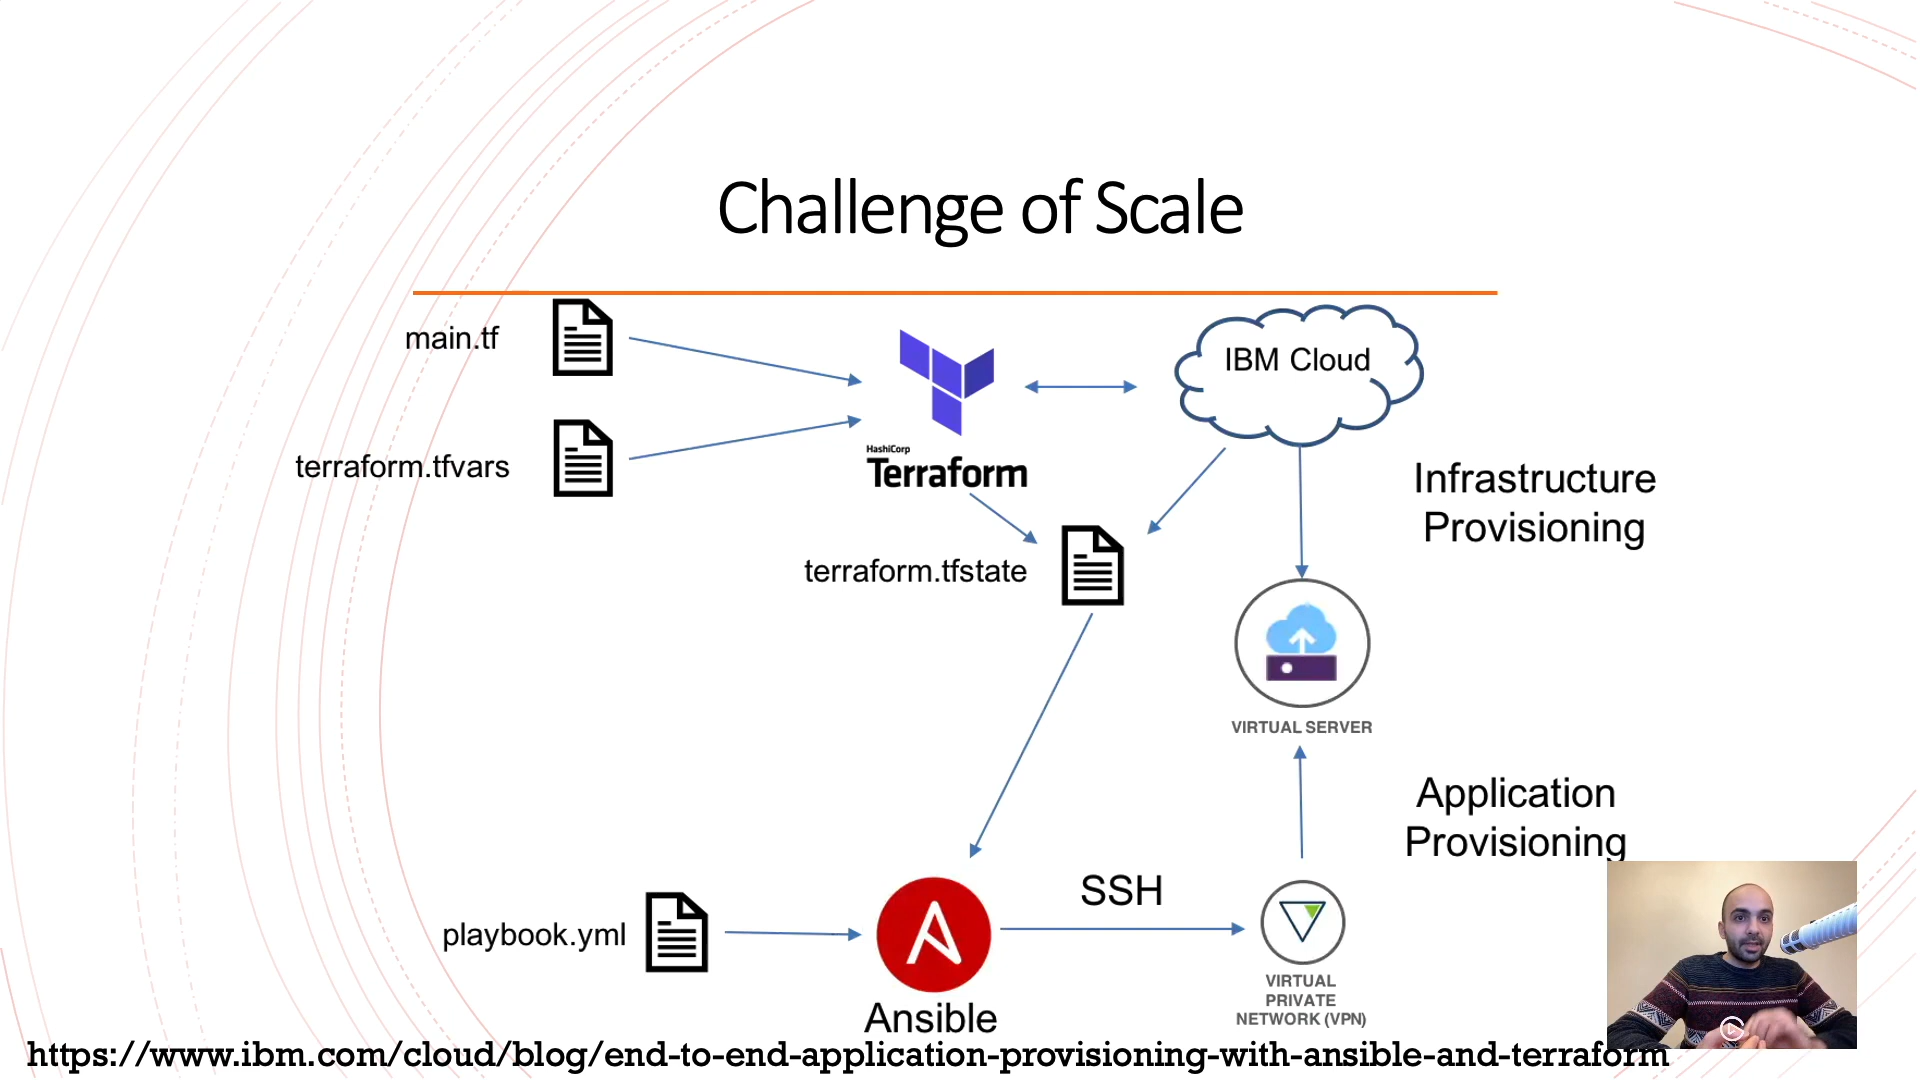 Challenge of Scale
main.tf
IBM Cloud
terraform.tfvars
HashiCorp
Terraform
Infrastructure
Provisioning
terraform.tfstate
VIRTUAL SERVER
Application
Provisioning
SSH
playbook.yml
VIRTUAL
PRIVATE
NETWORK (VPN)
Ansible
https://www.ibm.com/cloud/blog/end-to-end-application-provisioning-with-ansible-and-terraform